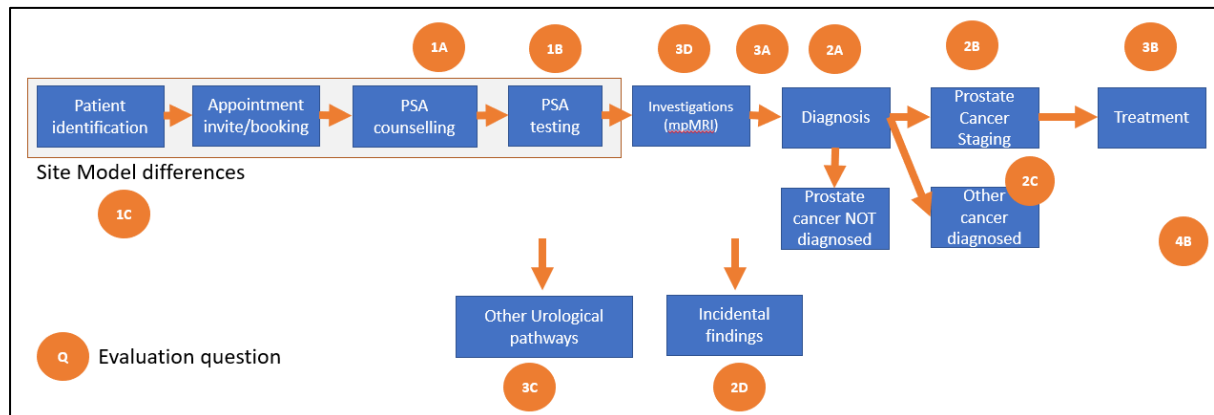 1A
1B
3D
3A
2A
2B
3B
Patient
identification
Appointment
invite/booking
PSA
counselling
PSA
testing
Investigations
(mpMRI)
Diagnosis
Prostate
Cancer
Staging
Treatment
Site Model differences
1C
Prostate
cancer NOT
diagnosed
2C
Other
cancer
diagnosed
4B
Other Urological
pathways
Incidental
findings
Q Evaluation question
3C
2D